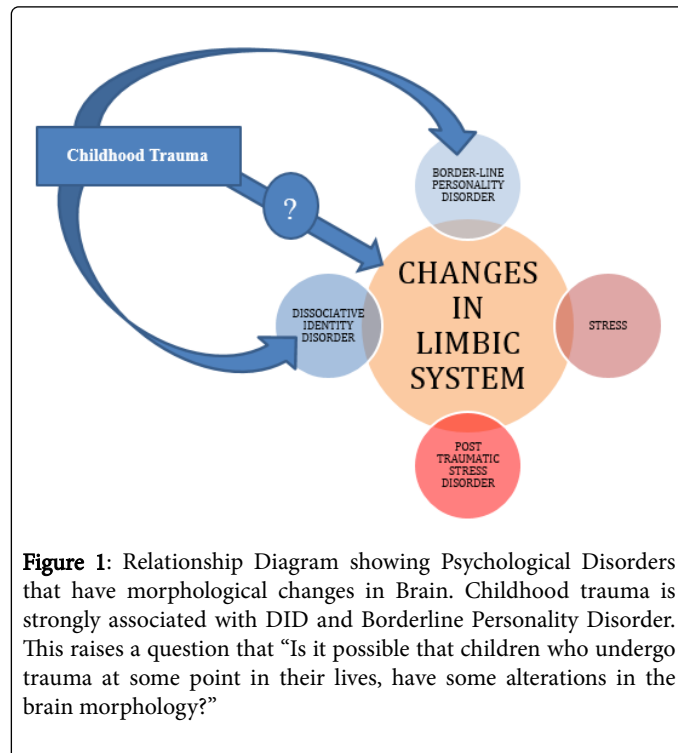 Childhood Trauma
?
BORDER-LINE
PERSONALITY
DISORDER
CHANGES
IN
LIMBIC
SYSTEM
DISSOCIATIVE
IDENTITY
DISORDER
STRESS
POST
TRAUMATIC
STRESS
DISORDER
Figure 1: Relationship Diagram showing Psychological Disorders
that have morphological changes in Brain. Childhood trauma is
strongly associated with DID and Borderline Personality Disorder.
This raises a question that “Is it possible that children who undergo
trauma at some point in their lives, have some alterations in the
brain morphology?”